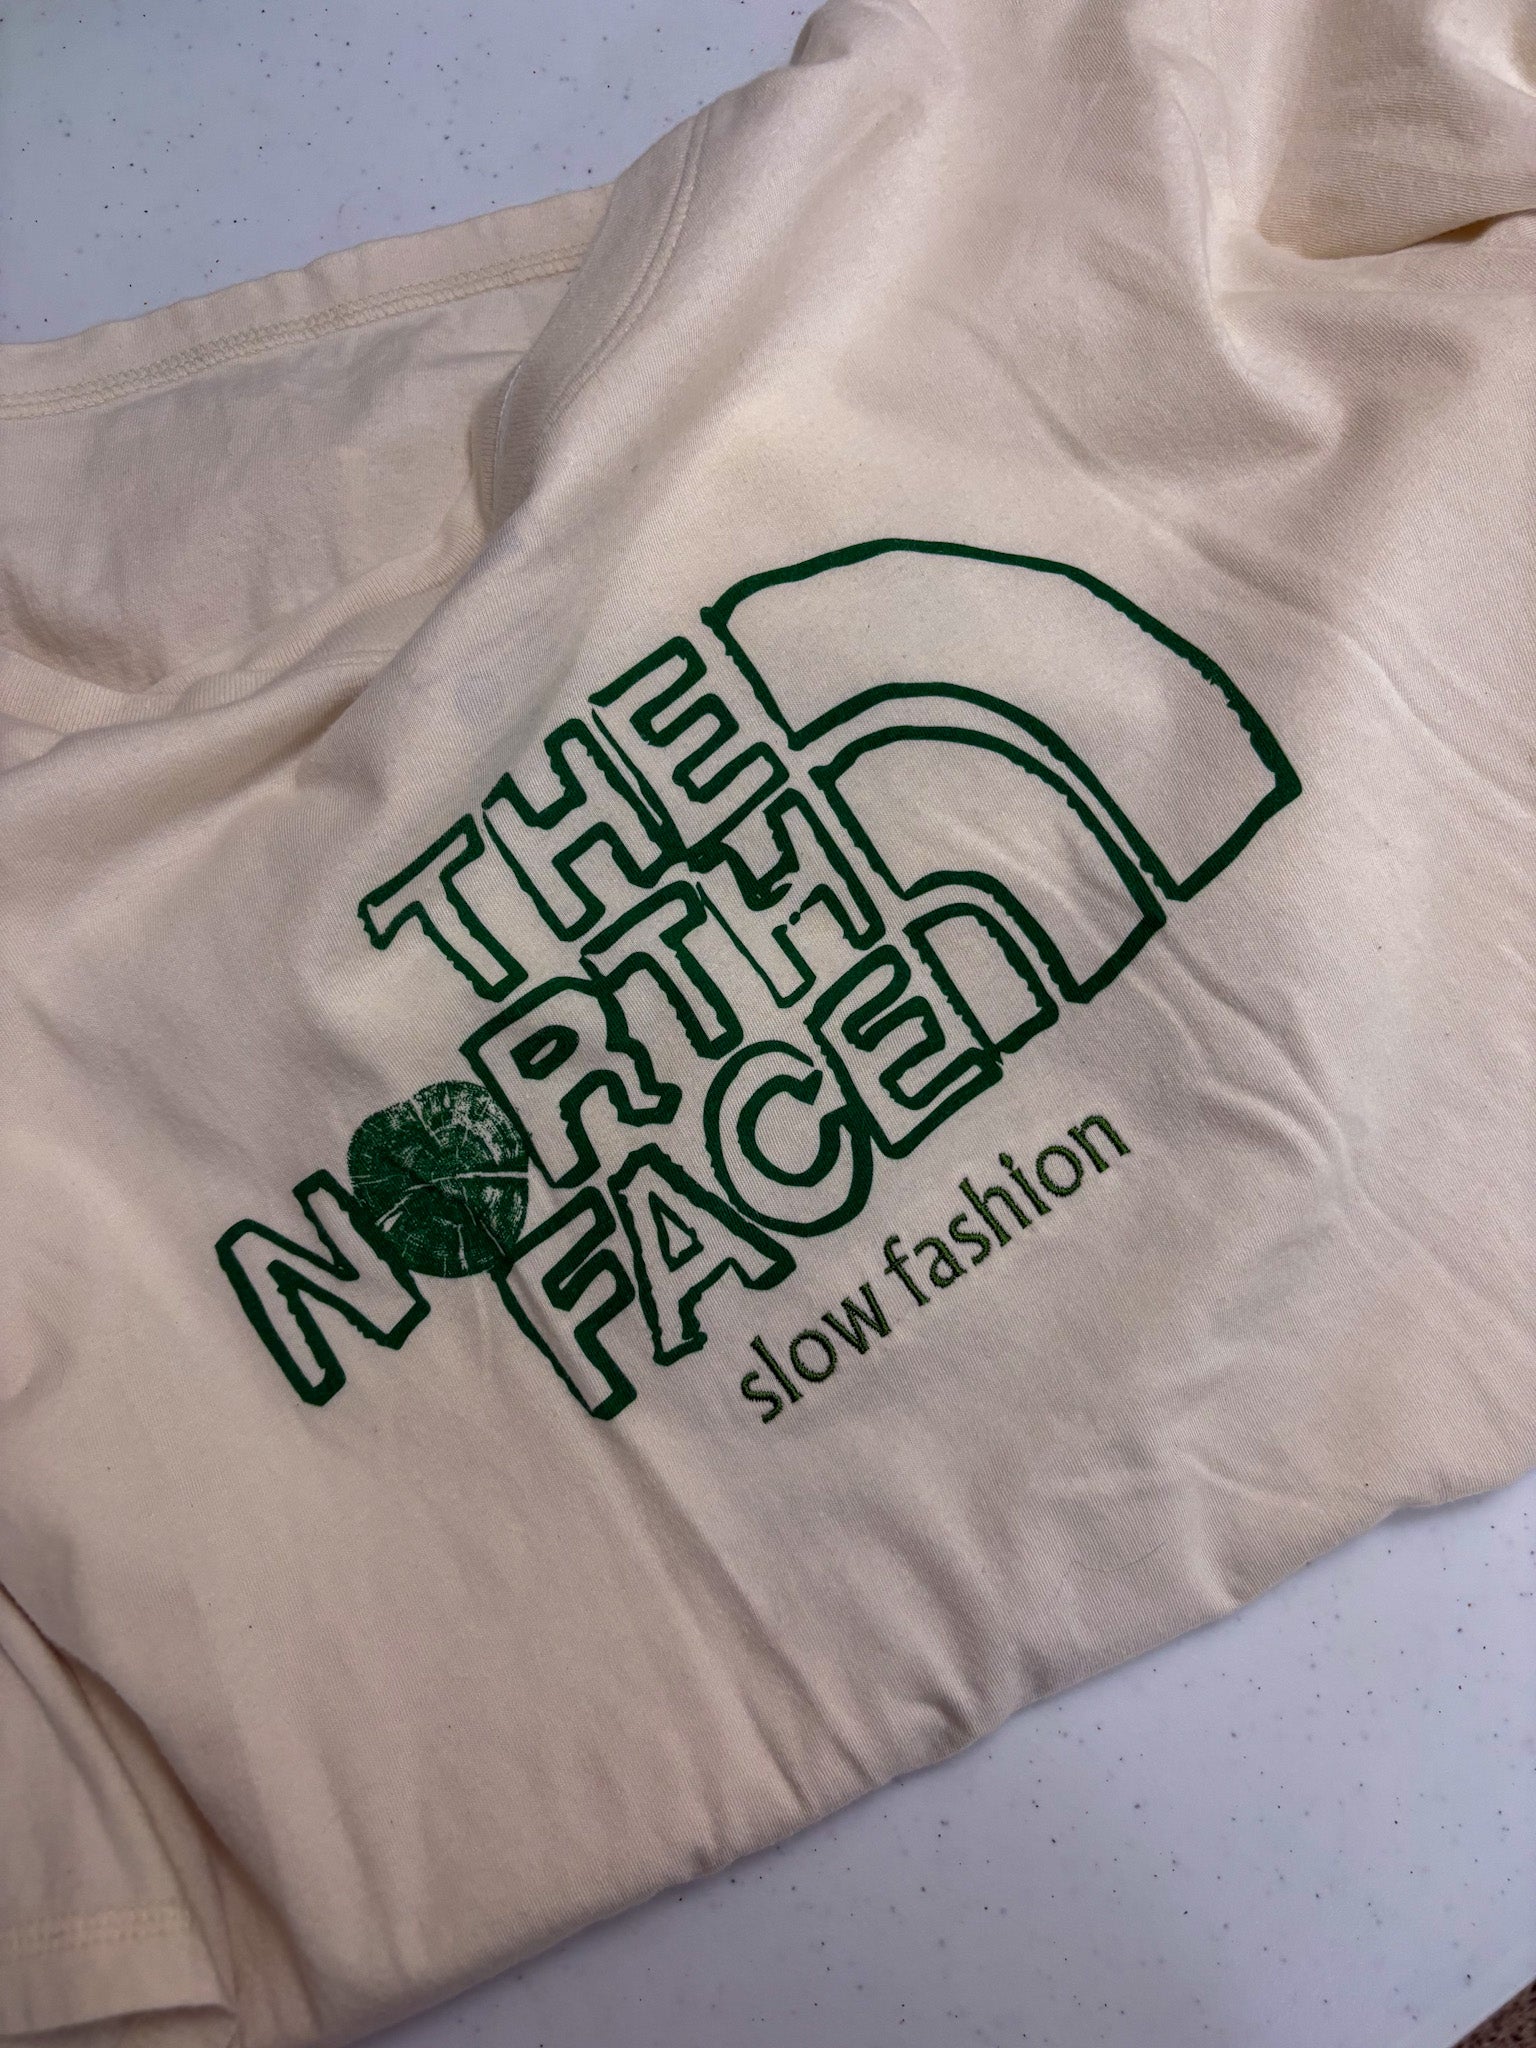 THE
NORTH
FACE
slow fashion